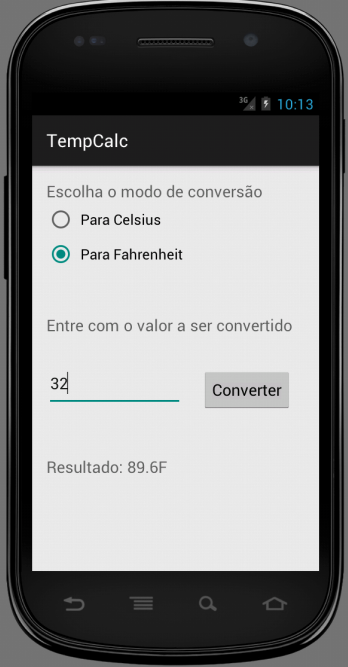 3G 10:13
TempCalc
Escolha o modo de conversão
Para Celsius
Para Fahrenheit
Entre com o valor a ser convertido
32 Converter
Resultado: 89.6F